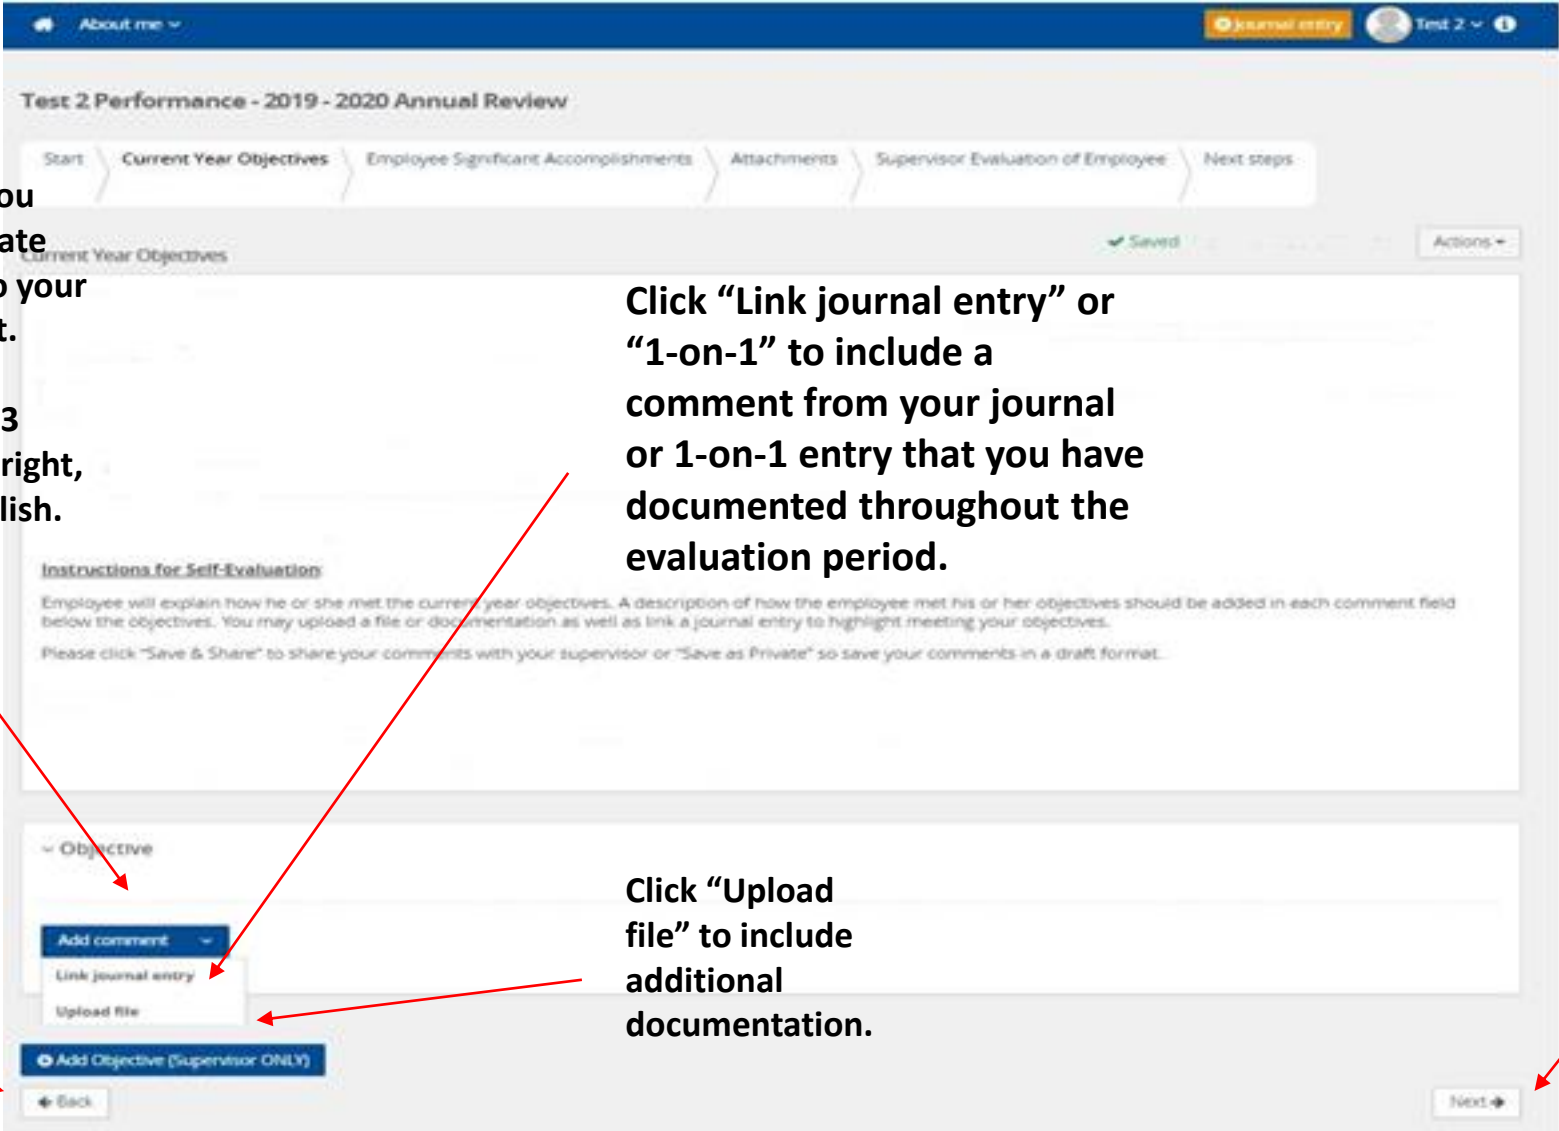 About me
Journal entry
Test 2
Test 2 Performance - 2019 - 2020 Annual Review
Start
Current Year Objectives
Employee Significant Accomplishments
Attachments
Supervisor Evaluation of Employee
Next steps
ou
ate
your
t.
3
right,
lish.
Current Year Objectives
Saved
Actions
Click “Link journal entry” or
“1-on-1” to include a
comment from your journal
or 1-on-1 entry that you have
documented throughout the
evaluation period.
Instructions for Self-Evaluation
Employee will explain how he or she met the current year objectives. A description of how the employee met his or her objectives should be added in each comment field
below the objectives. You may upload a file or documentation as well as link a journal entry to highlight meeting your objectives.
Please click "Save & Share" to share your comments with your supervisor or "Save as Private" so save your comments in a draft format.
Objective
Add comment
Link journal entry
Upload file
Click “Upload
file” to include
additional
documentation.
Add Objective (Supervisor ONLY)
Back
Next